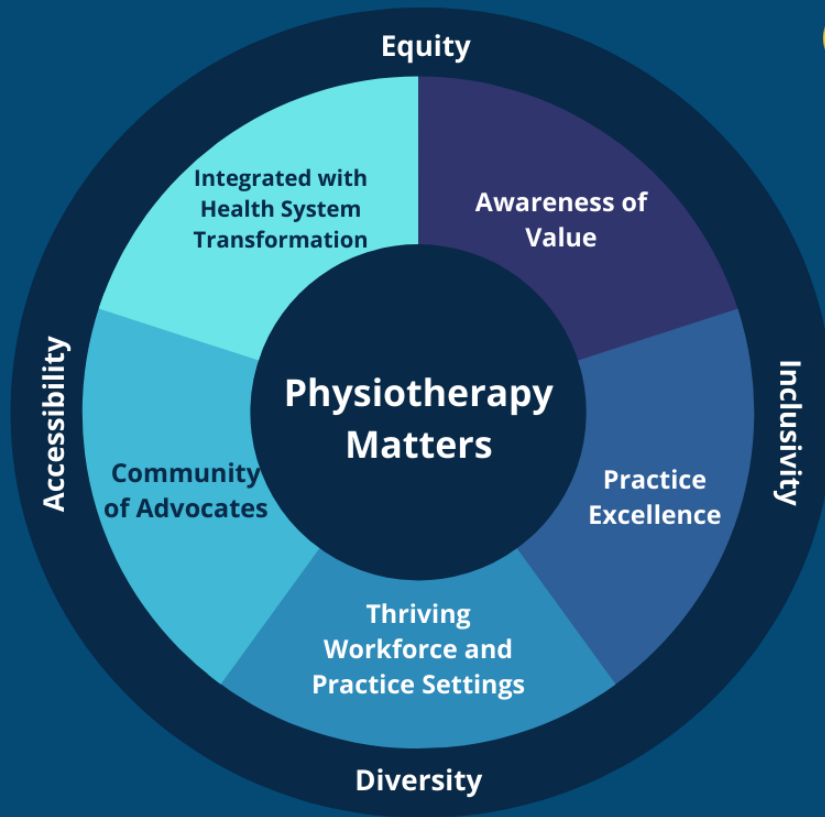 Equity
Integrated with
Health System
Transformation
Awareness of
Value
Accessibility
Physiotherapy
Matters
Inclusivity
Community
of Advocates
Practice
Excellence
Thriving
Workforce and
Practice Settings
Diversity